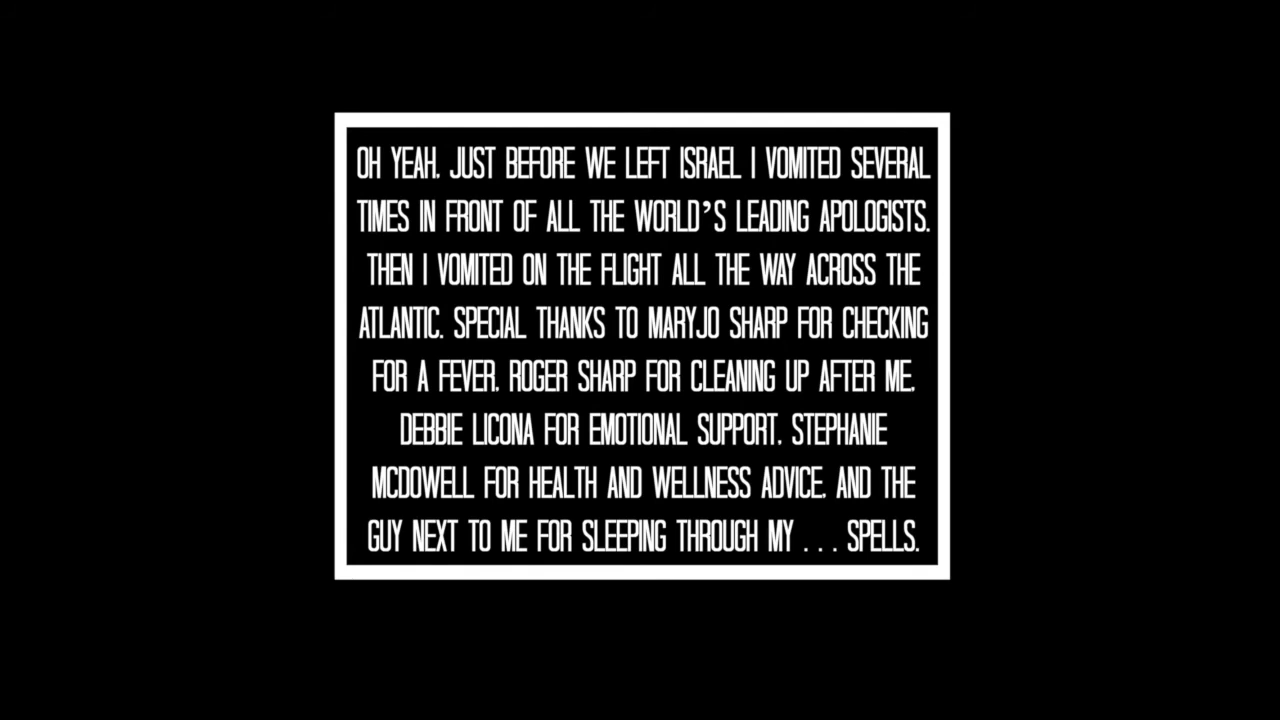 OH YEAH, JUST BEFORE WE LEFT ISRAEL I VOMITED SEVERAL
TIMES IN FRONT OF ALL THE WORLD’S LEADING APOLOGISTS.
THEN I VOMITED ON THE FLIGHT ALL THE WAY ACROSS THE
ATLANTIC. SPECIAL THANKS TO MARYJO SHARP FOR CHECKING
FOR A FEVER, ROGER SHARP FOR CLEANING UP AFTER ME,
DEBBIE LICONA FOR EMOTIONAL SUPPORT, STEPHANIE
MCDOWELL FOR HEALTH AND WELLNESS ADVICE, AND THE
GUY NEXT TO ME FOR SLEEPING THROUGH MY . . . SPELLS.